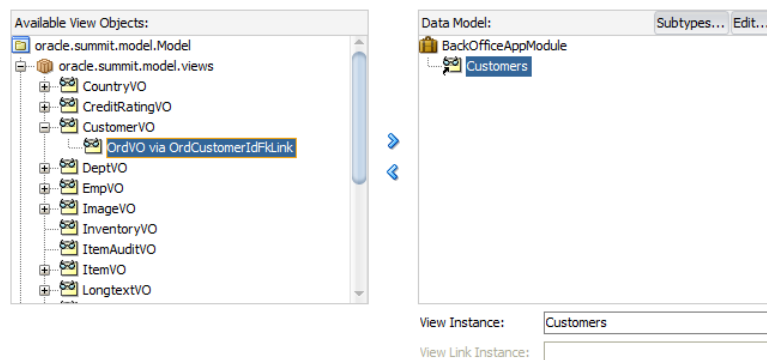 Available View Objects:
oracle.summit.model.Model
oracle.summit.model.views
CountryVO
CreditRatingVO
CustomerVO
OrdVO via OrdCustomerIdFkLink
DeptVO
EmpVO
ImageVO
InventoryVO
ItemAuditVO
ItemVO
LongtextVO
Data Model:
Subtypes... Edit...
BackOfficeAppModule
Customers
View Instance: Customers
View Link Instance: